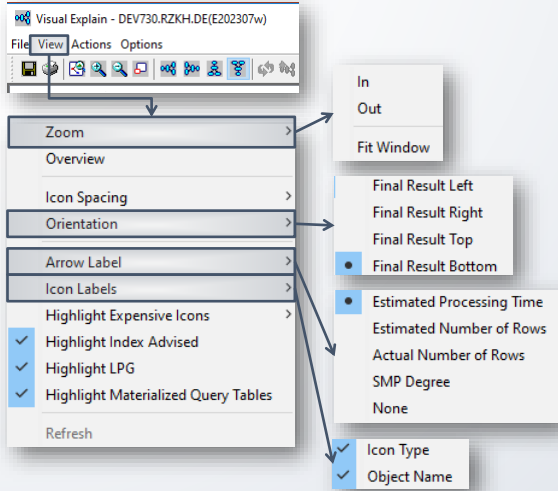 Visual Explain - DEV730.RZKH.DE(E202307w)
File View Actions Options
Zoom
Overview
Icon Spacing
Orientation
Arrow Label
Icon Labels
Highlight Expensive Icons
Highlight Index Advised
Highlight LPG
Highlight Materialized Query Tables
Refresh
In
Out
Fit Window
Final Result Left
Final Result Right
Final Result Top
Final Result Bottom
Estimated Processing Time
Estimated Number of Rows
Actual Number of Rows
SMP Degree
None
Icon Type
Object Name